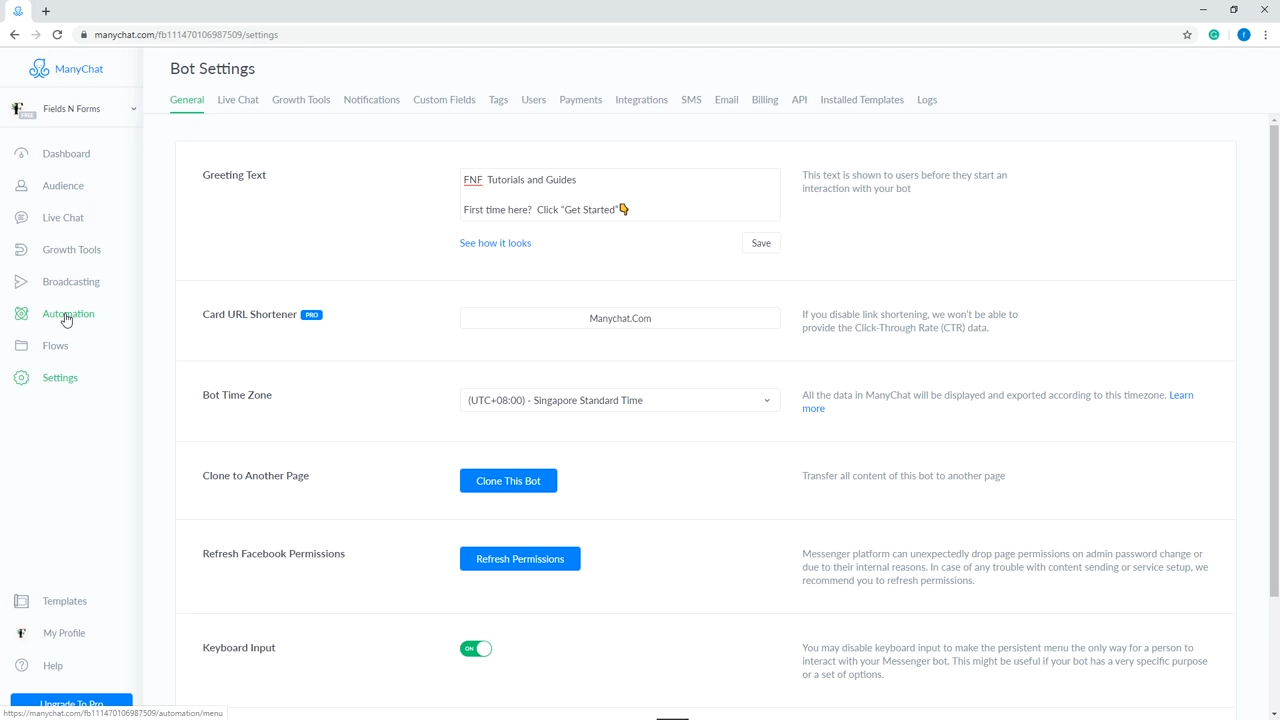 manychat.com/fb111470106987509/settings
ManyChat
Fields N Forms
FREE
Dashboard
Audience
Live Chat
Growth Tools
Broadcasting
Automation
Flows
Settings
Templates
My Profile
Help
Upgrade To Pro
https://manychat.com/fb111470106987509/automation/menu
Bot Settings
General Live Chat Growth Tools Notifications Custom Fields Tags Users Payments Integrations SMS Email Billing API Installed Templates Logs
Greeting Text
FNF Tutorials and Guides
First time here? Click “Get Started”👇
See how it looks
Save
This text is shown to users before they start an
interaction with your bot
Card URL Shortener PRO
Manychat.Com
If you disable link shortening, we won't be able to
provide the Click-Through Rate (CTR) data.
Bot Time Zone
(UTC+08:00) - Singapore Standard Time
All the data in ManyChat will be displayed and exported according to this timezone. Learn
more
Clone to Another Page
Clone This Bot
Transfer all content of this bot to another page
Refresh Facebook Permissions
Refresh Permissions
Messenger platform can unexpectedly drop page permissions on admin password change or
due to their internal reasons. In case of any trouble with content sending or service setup, we
recommend you to refresh permissions.
Keyboard Input
ON
You may disable keyboard input to make the persistent menu the only way for a person to
interact with your Messenger bot. This might be useful if your bot has a very specific purpose
or a set of options.